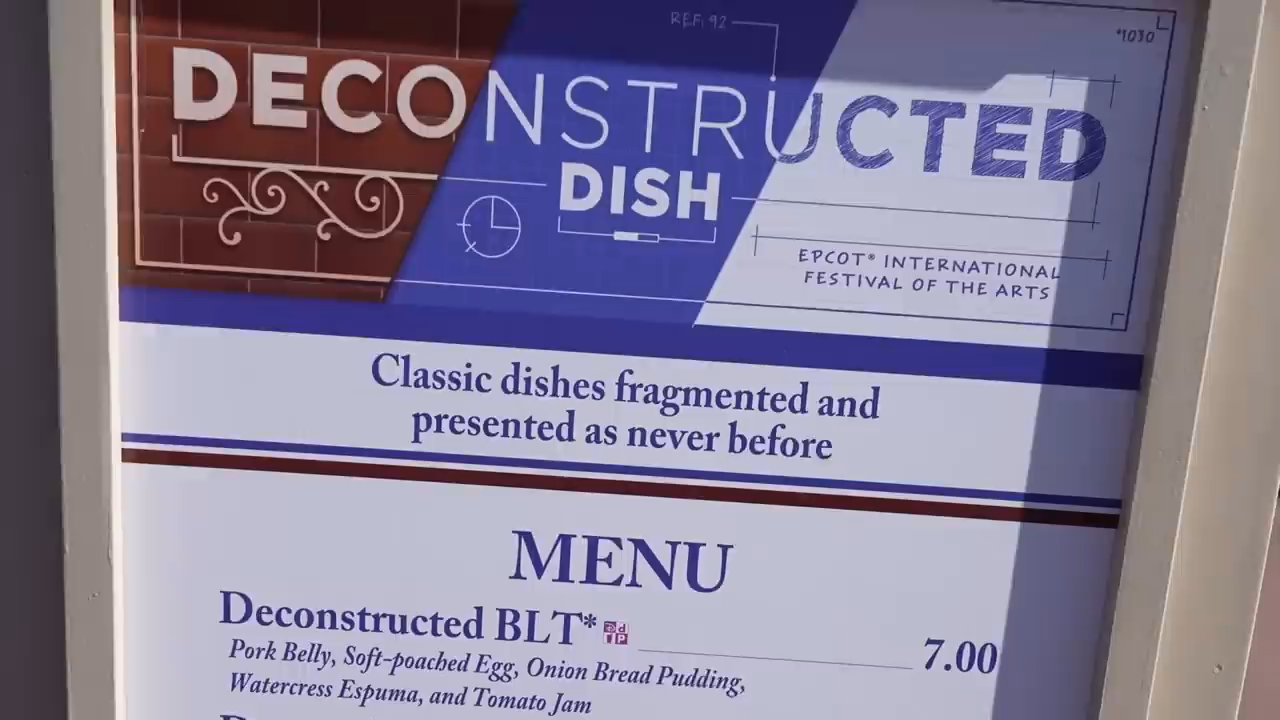 REF: 92
*1030
DECONSTRUCTED
DISH
EPCOT® INTERNATIONAL
FESTIVAL OF THE ARTS
Classic dishes fragmented and
presented as never before
MENU
Deconstructed BLT* 7.00
Pork Belly, Soft-poached Egg, Onion Bread Pudding,
Watercress Espuma, and Tomato Jam